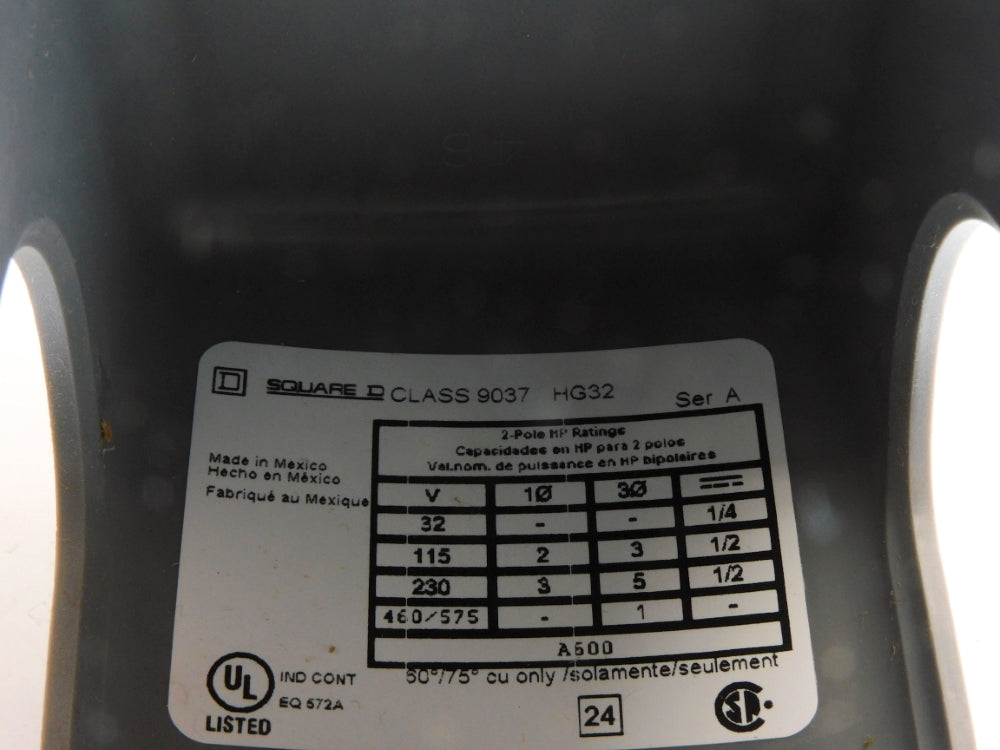 SQUARE D CLASS 9037 HG32 Ser A
Made in Mexico
Hecho en México
Fabriqué au Mexique
2-Pole HP Ratings
Capacidades en HP para 2 polos
Val.nom. de puissance en HP bipolaires
V 1Ø 3Ø ⎓
32 - - 1/4
115 2 3 1/2
230 3 5 1/2
460/575 - 1 -
A600
60°/75° cu only /solamente/seulement
UL
LISTED
IND CONT
EQ 572A
24